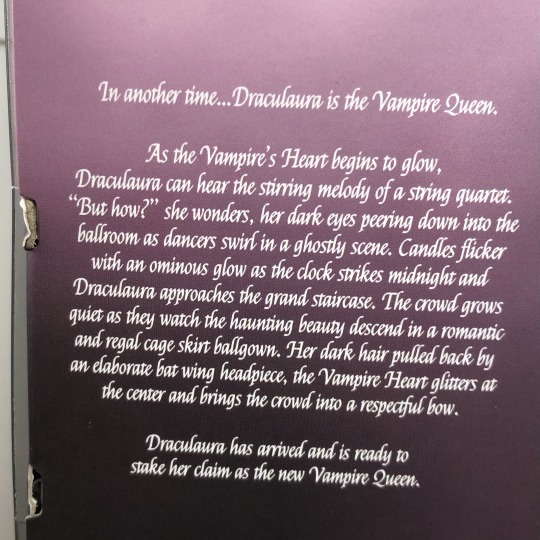 In another time...Draculaura is the Vampire Queen.
As the Vampire's Heart begins to glow,
Draculaura can hear the stirring melody of a string quartet.
"But how?" she wonders, her dark eyes peering down into the
ballroom as dancers swirl in a ghostly scene. Candles flicker
with an ominous glow as the clock strikes midnight and
Draculaura approaches the grand staircase. The crowd grows
quiet as they watch the haunting beauty descend in a romantic
and regal cage skirt ballgown. Her dark hair pulled back by
an elaborate bat wing headpiece, the Vampire Heart glitters at
the center and brings the crowd into a respectful bow.
Draculaura has arrived and is ready to
stake her claim as the new Vampire Queen.